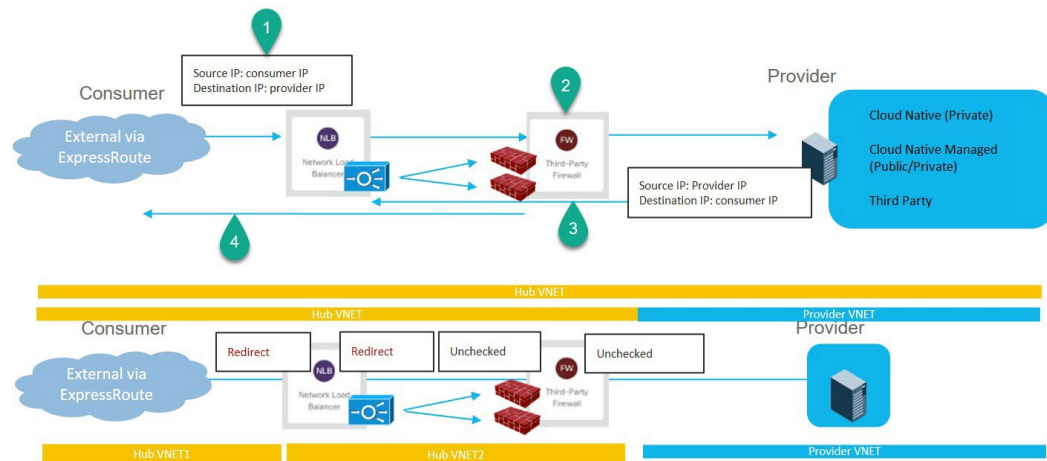 1
Source IP: consumer IP
Destination IP: provider IP
Consumer
External via
ExpressRoute
NLB
Network Load
Balancer
2
FW
Third-Party
Firewall
Provider
Cloud Native (Private)
Cloud Native Managed
(Public/Private)
Third Party
Source IP: Provider IP
Destination IP: consumer IP
4
3
Hub VNET
Hub VNET
Provider VNET
Consumer
Provider
Redirect
Redirect
Unchecked
Unchecked
External via
ExpressRoute
NLB
Network Load
Balancer
FW
Third-Party
Firewall
Hub VNET1
Hub VNET2
Provider VNET